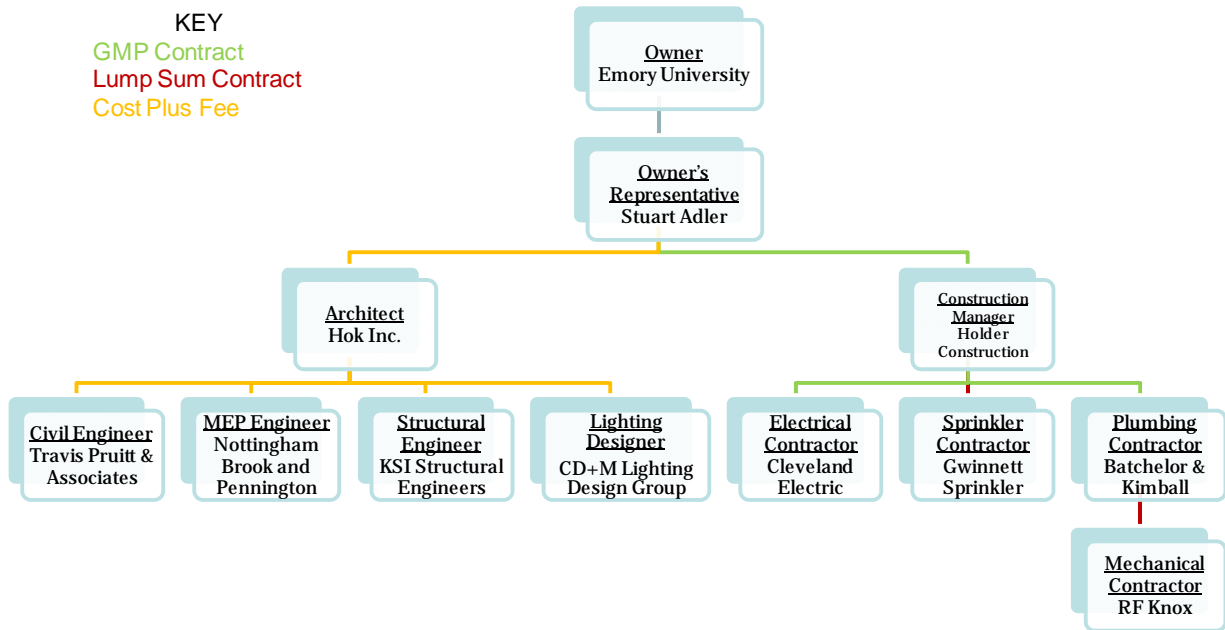 KEY
GMP Contract
Lump Sum Contract
Cost Plus Fee
Owner
Emory University
Owner's
Representative
Stuart Adler
Architect
Hok Inc.
Construction
Manager
Holder
Construction
Civil Engineer
Travis Pruitt &
Associates
MEP Engineer
Nottingham
Brook and
Pennington
Structural
Engineer
KSI Structural
Engineers
Lighting
Designer
CD+M Lighting
Design Group
Electrical
Contractor
Cleveland
Electric
Sprinkler
Contractor
Gwinnett
Sprinkler
Plumbing
Contractor
Batchelor &
Kimball
Mechanical
Contractor
RF Knox